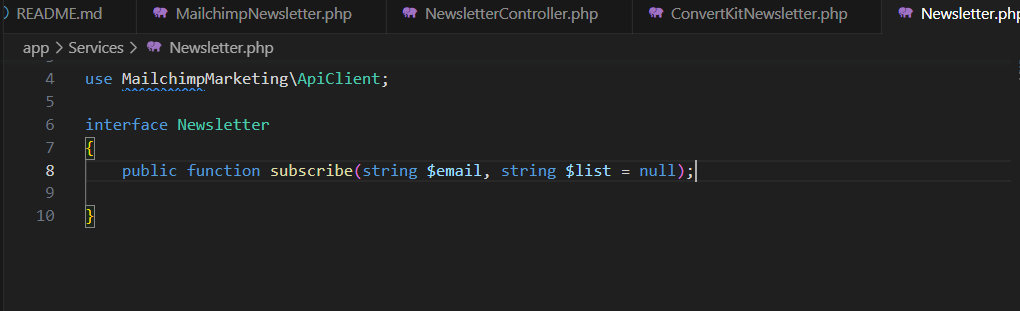 README.md MailchimpNewsletter.php NewsletterController.php ConvertKitNewsletter.php Newsletter.php
app > Services > Newsletter.php
4 use MailchimpMarketing\ApiClient;
5
6 interface Newsletter
7 {
8 public function subscribe(string $email, string $list = null);
9
10 }